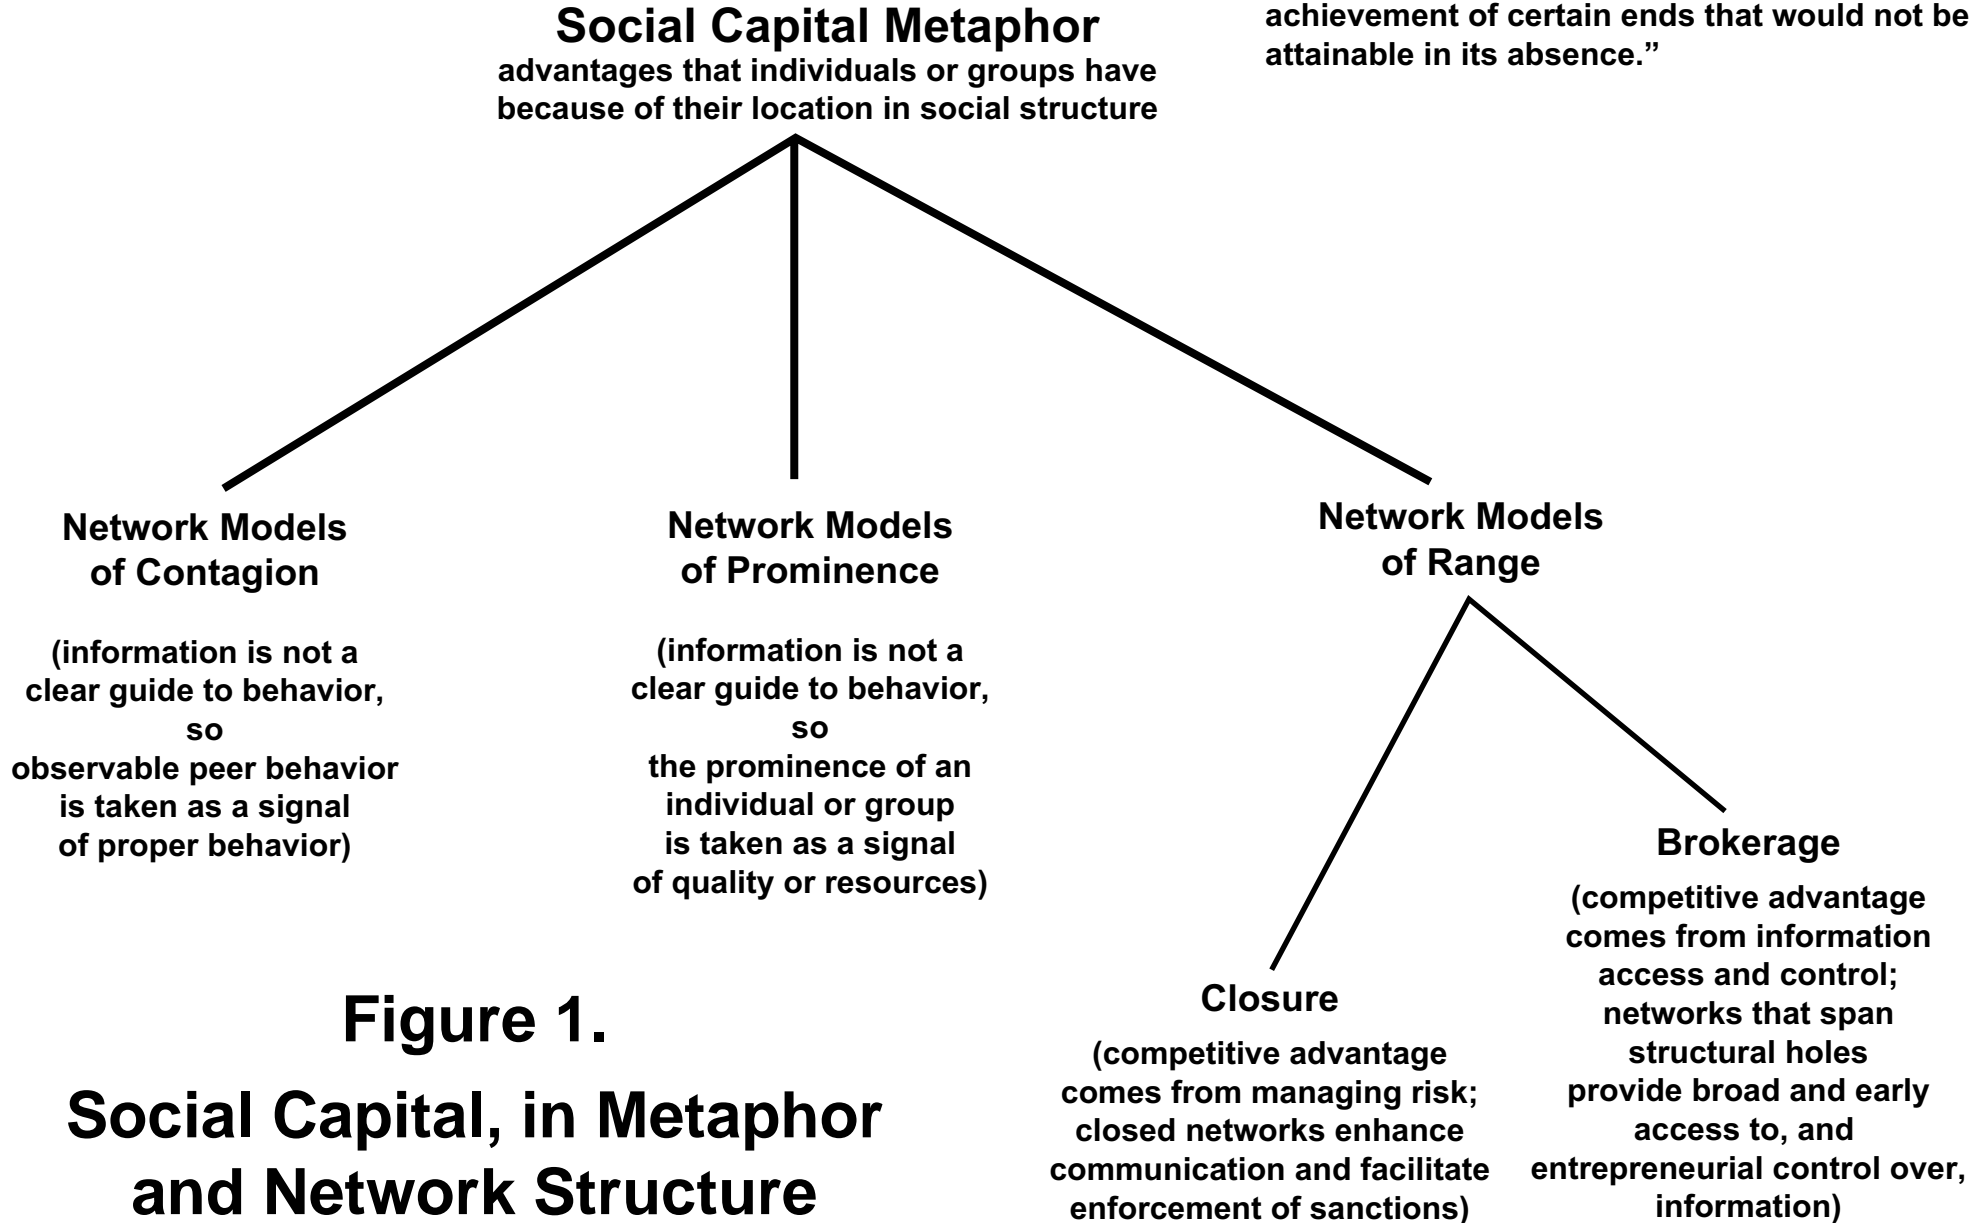 Social Capital Metaphor
advantages that individuals or groups have
because of their location in social structure
achievement of certain ends that would not be
attainable in its absence.”
Network Models
of Contagion
(information is not a
clear guide to behavior,
so
observable peer behavior
is taken as a signal
of proper behavior)
Network Models
of Prominence
(information is not a
clear guide to behavior,
so
the prominence of an
individual or group
is taken as a signal
of quality or resources)
Network Models
of Range
Closure
(competitive advantage
comes from managing risk;
closed networks enhance
communication and facilitate
enforcement of sanctions)
Brokerage
(competitive advantage
comes from information
access and control;
networks that span
structural holes
provide broad and early
access to, and
entrepreneurial control over,
information)
Figure 1.
Social Capital, in Metaphor
and Network Structure